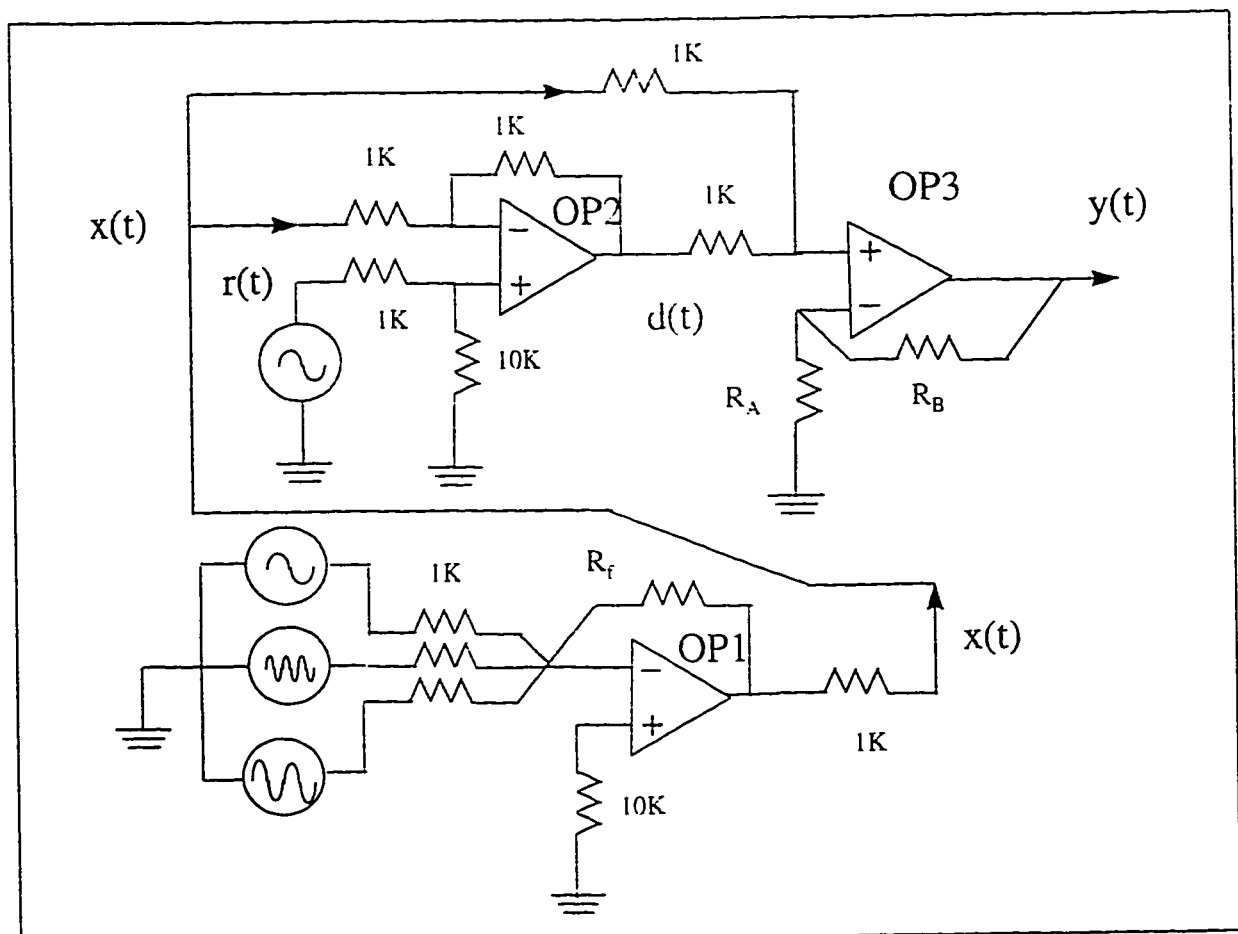 1K
1K
1K
OP2
1K
OP3
y(t)
x(t)
r(t)
1K
−
+
10K
d(t)
+
−
R_A
R_B
1K
R_f
OP1
−
+
x(t)
1K
10K